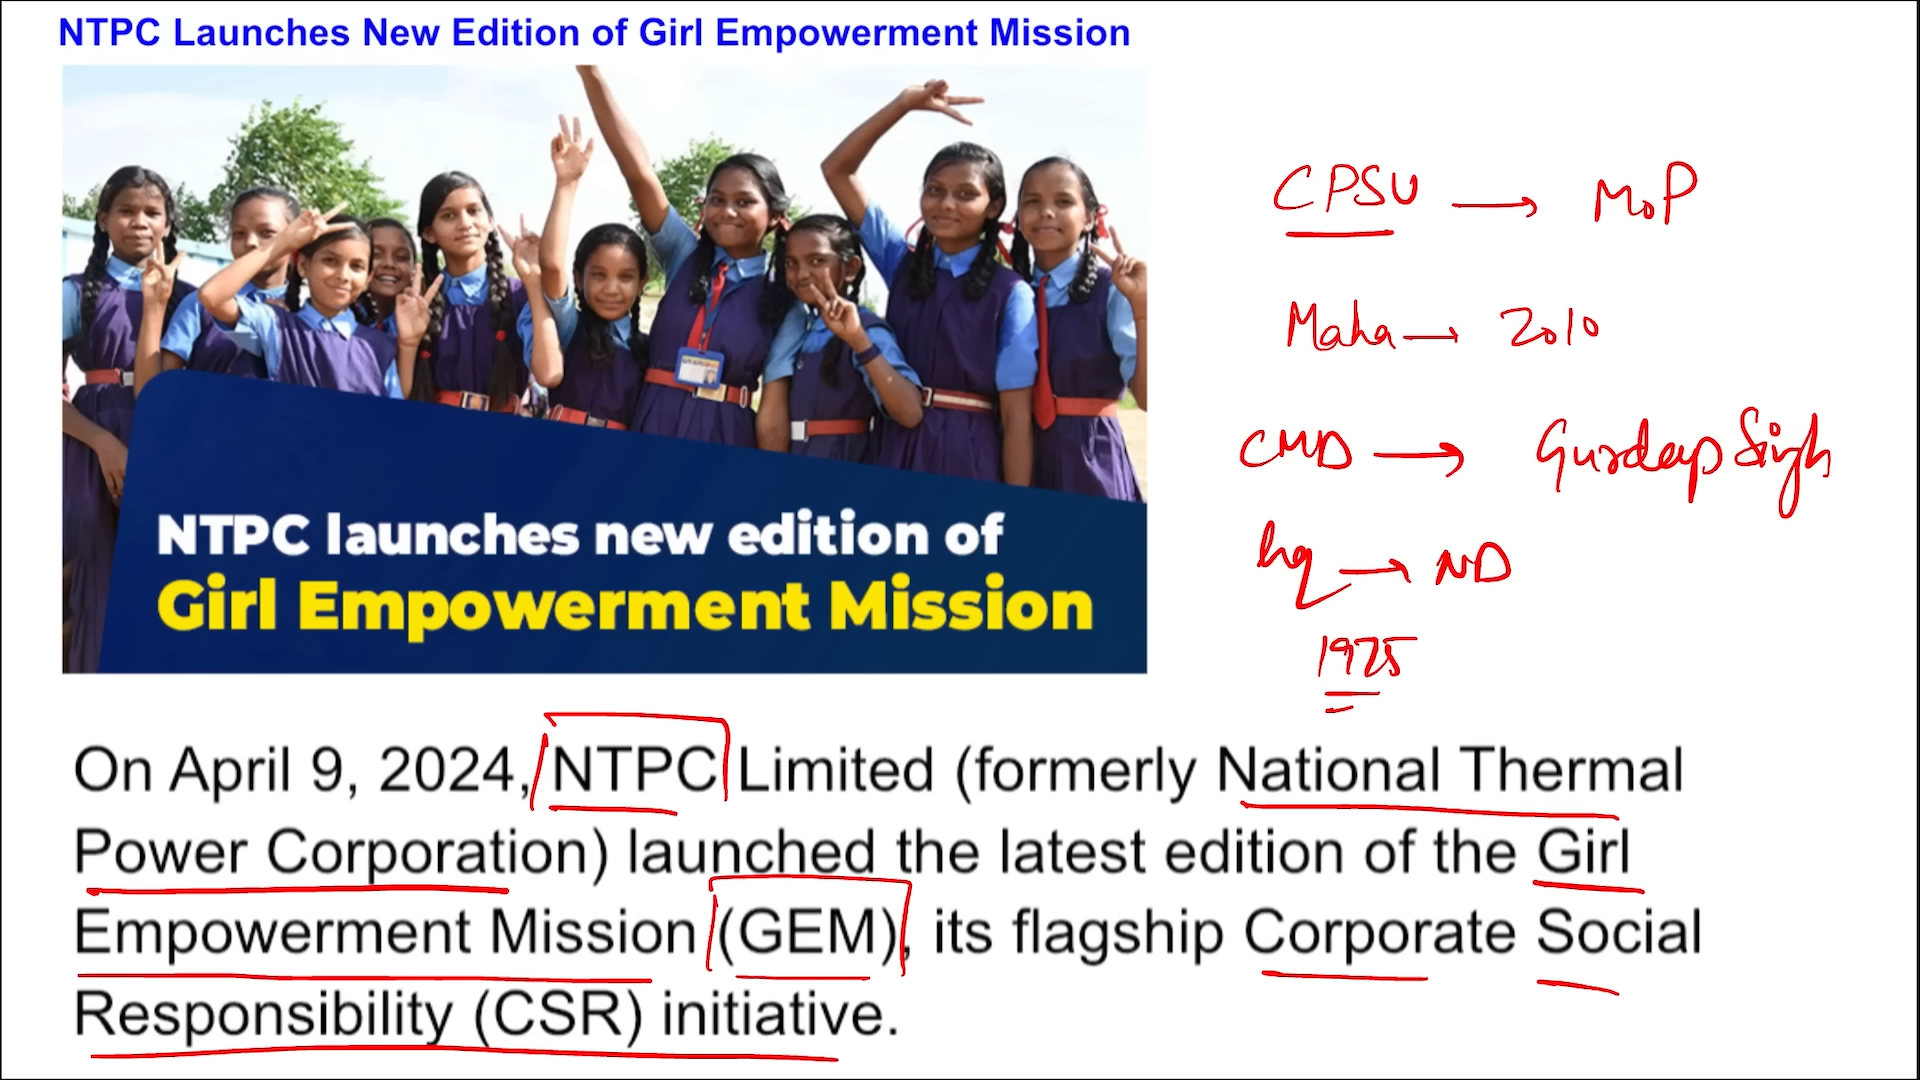 NTPC Launches New Edition of Girl Empowerment Mission
NTPC launches new edition of
Girl Empowerment Mission
CPSU → MoP
Maha → 2010
CMD → Gurdeep Singh
hq → ND
1975
On April 9, 2024, NTPC Limited (formerly National Thermal
Power Corporation) launched the latest edition of the Girl
Empowerment Mission (GEM), its flagship Corporate Social
Responsibility (CSR) initiative.